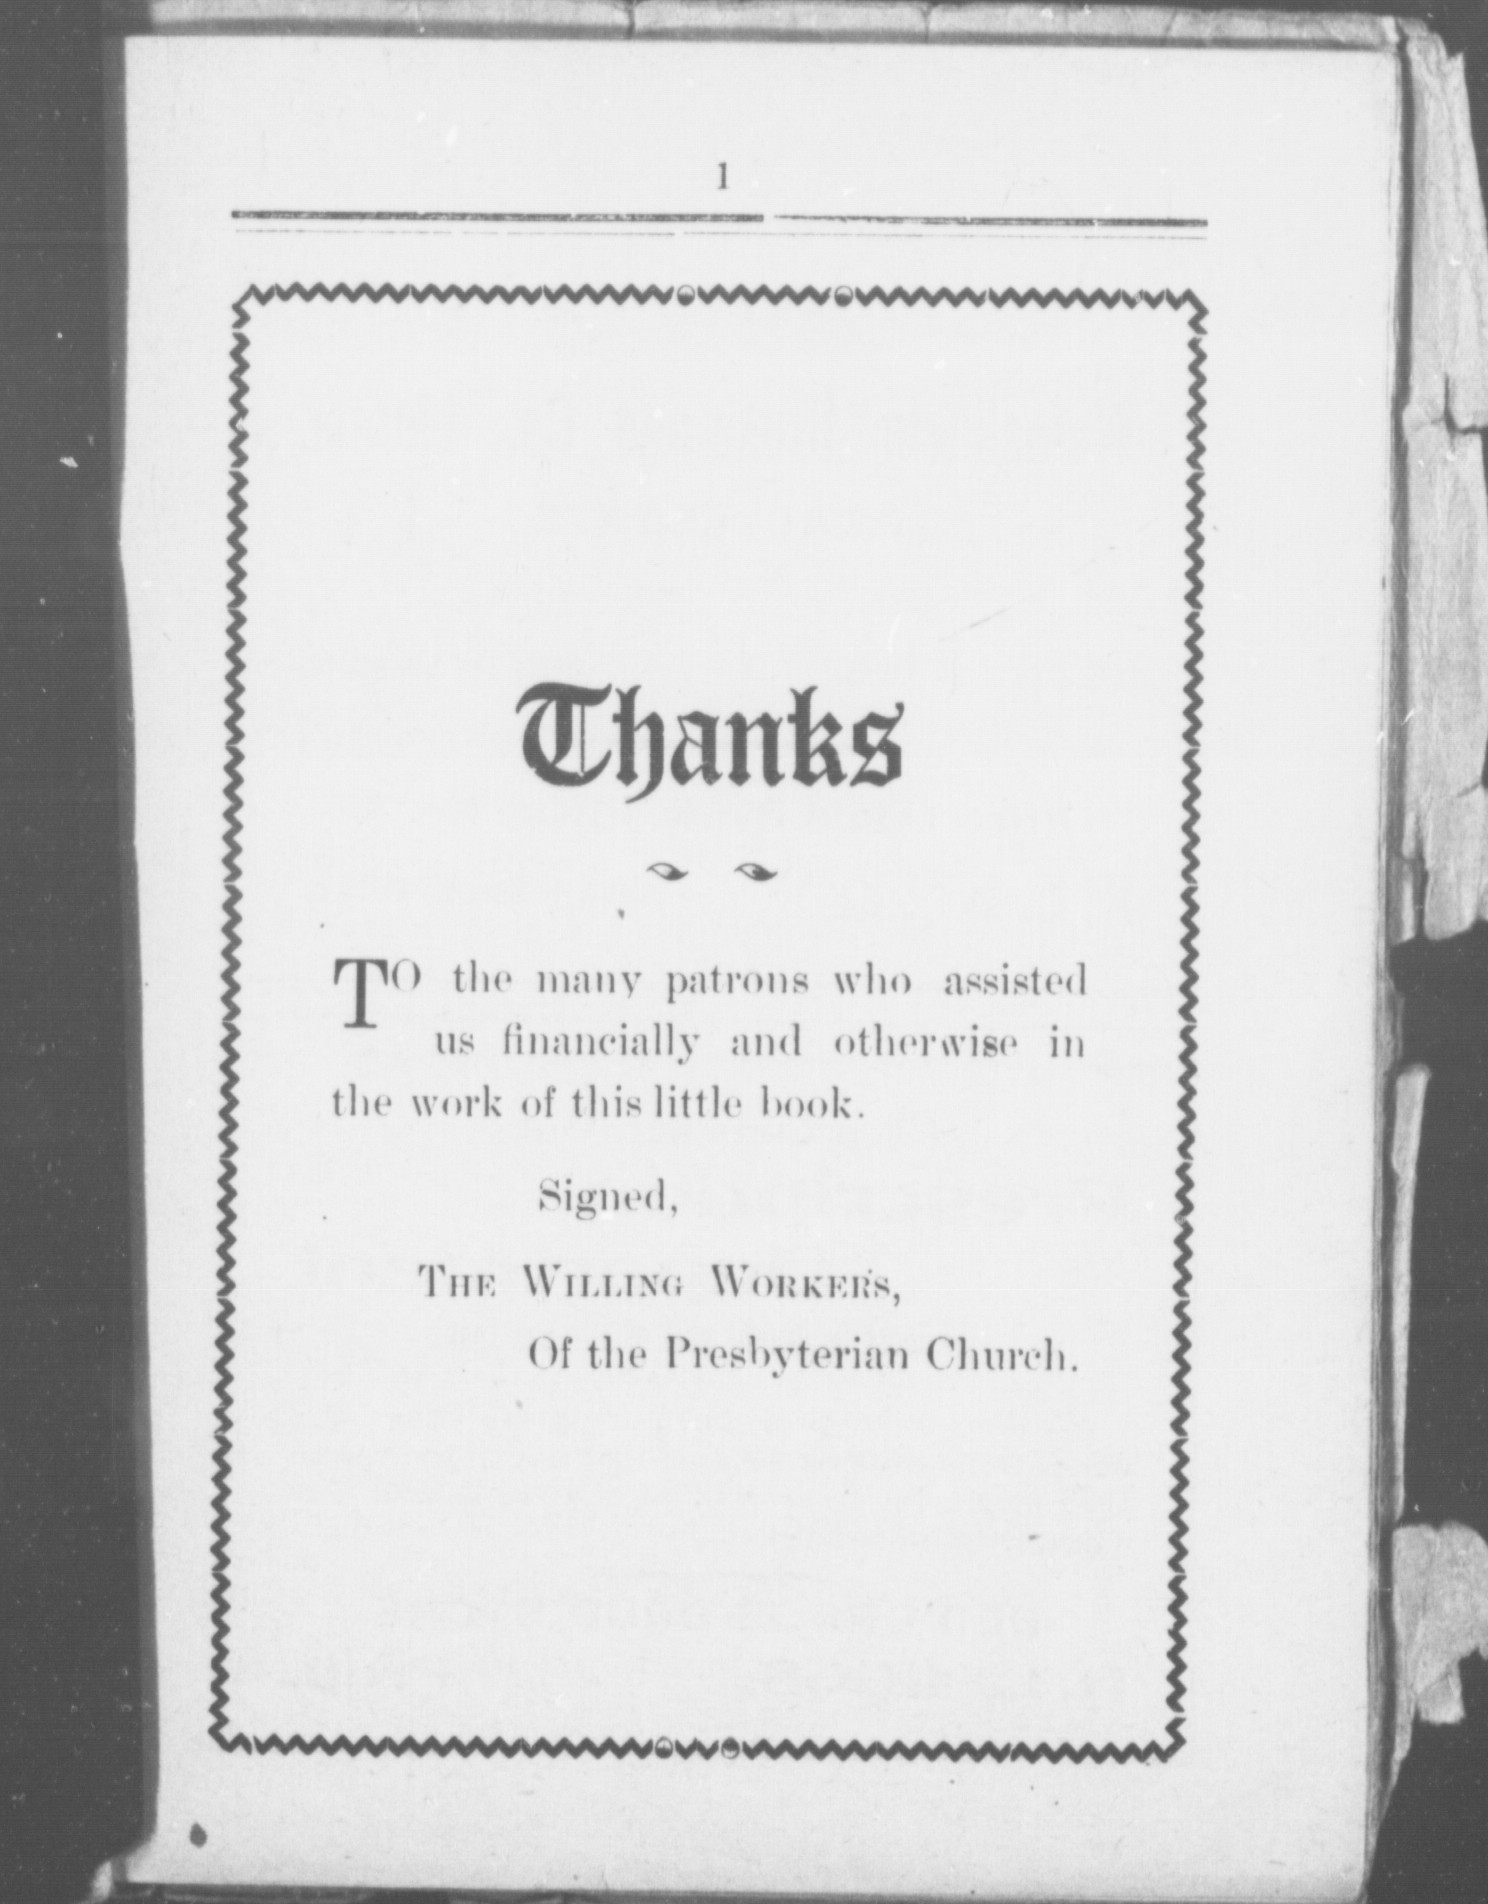 1
Thanks
TO the many patrons who assisted
us financially and otherwise in
the work of this little book.
Signed,
THE WILLING WORKERS,
Of the Presbyterian Church.